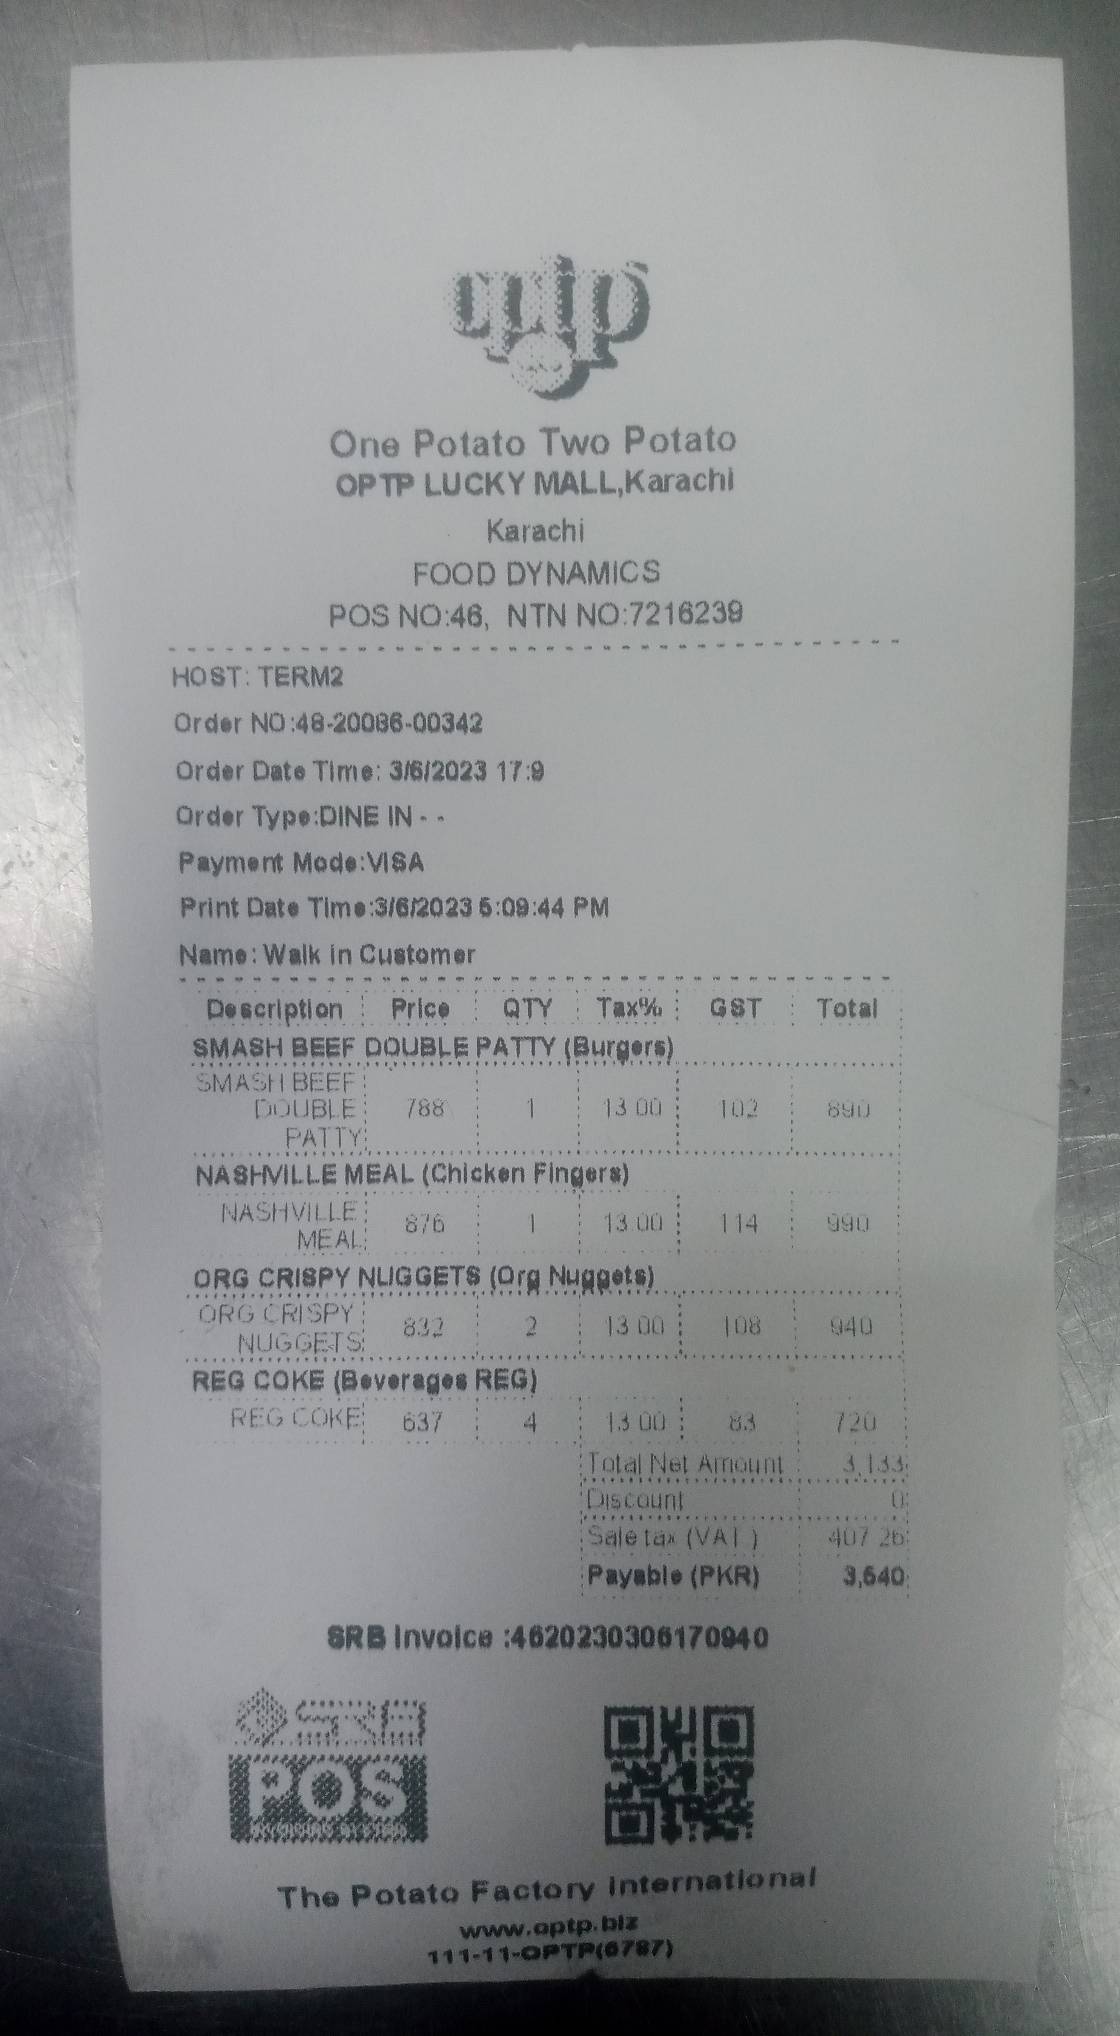 optp
One Potato Two Potato
OPTP LUCKY MALL,Karachi
Karachi
FOOD DYNAMICS
POS NO:46, NTN NO:7216239
HOST: TERM2
Order NO:48-20086-00342
Order Date Time: 3/6/2023 17:9
Order Type:DINE IN - -
Payment Mode:VISA
Print Date Time:3/6/2023 5:09:44 PM
Name: Walk in Customer
Description Price QTY Tax% GST Total
SMASH BEEF DOUBLE PATTY (Burgers)
SMASH BEEF
DOUBLE 788 1 13.00 102 890
PATTY
NASHVILLE MEAL (Chicken Fingers)
NASHVILLE 876 1 13.00 114 990
MEAL
ORG CRISPY NUGGETS (Org Nuggets)
ORG CRISPY 832 2 13.00 108 940
NUGGETS
REG COKE (Beverages REG)
REG COKE 637 4 13.00 83 720
Total Net Amount 3,133
Discount 0
Sale tax (VAT) 407.26
Payable (PKR) 3,540
SRB Invoice :4620230306170940
SRB
POS
INVOICING SYSTEM
The Potato Factory International
www.optp.biz
111-11-OPTP(6787)